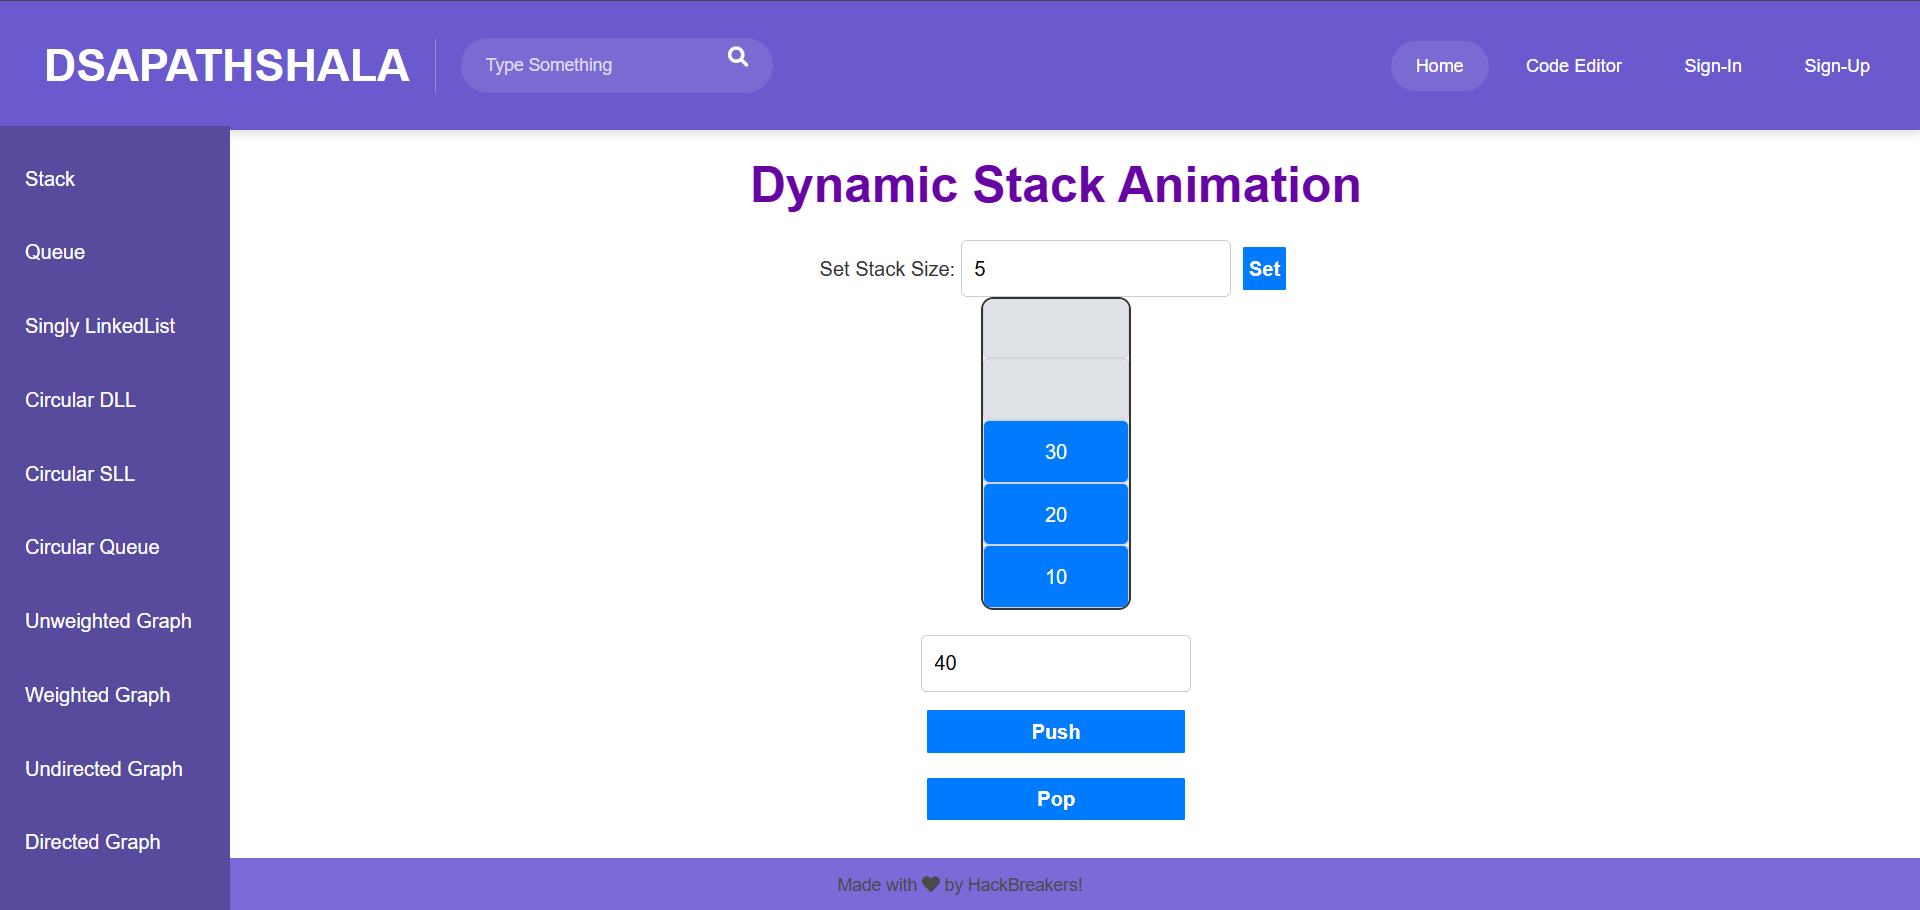 DSAPATHSHALA
Type Something
Home
Code Editor
Sign-In
Sign-Up
Stack
Queue
Singly LinkedList
Circular DLL
Circular SLL
Circular Queue
Unweighted Graph
Weighted Graph
Undirected Graph
Directed Graph
Dynamic Stack Animation
Set Stack Size: 5 Set
30
20
10
40
Push
Pop
Made with by HackBreakers!